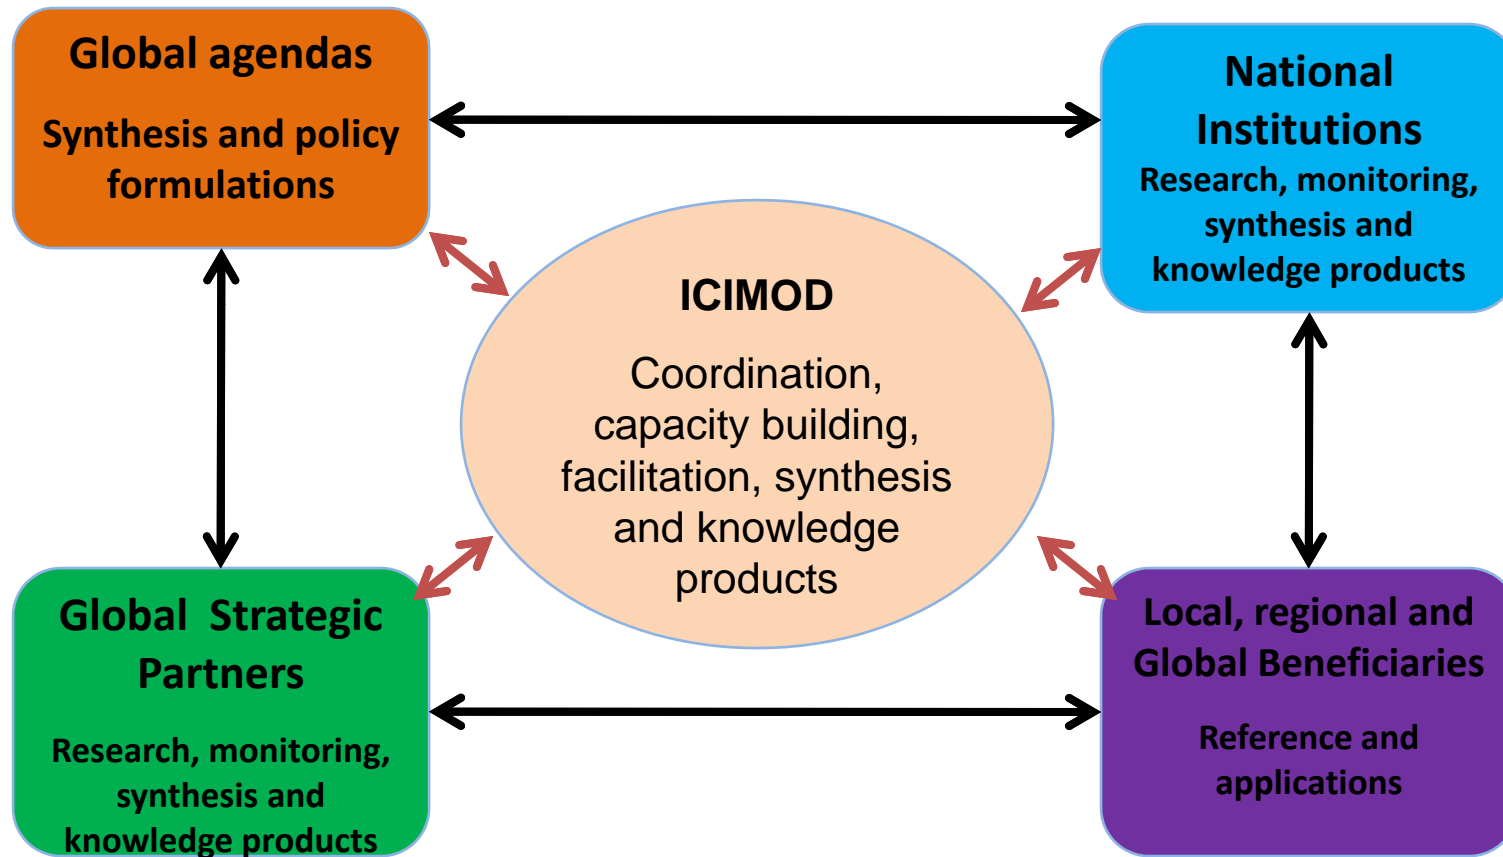 Global agendas
Synthesis and policy
formulations
National
Institutions
Research, monitoring,
synthesis and
knowledge products
ICIMOD
Coordination,
capacity building,
facilitation, synthesis
and knowledge
products
Global  Strategic
Partners
Research, monitoring,
synthesis and
knowledge products
Local, regional and
Global Beneficiaries
Reference and
applications